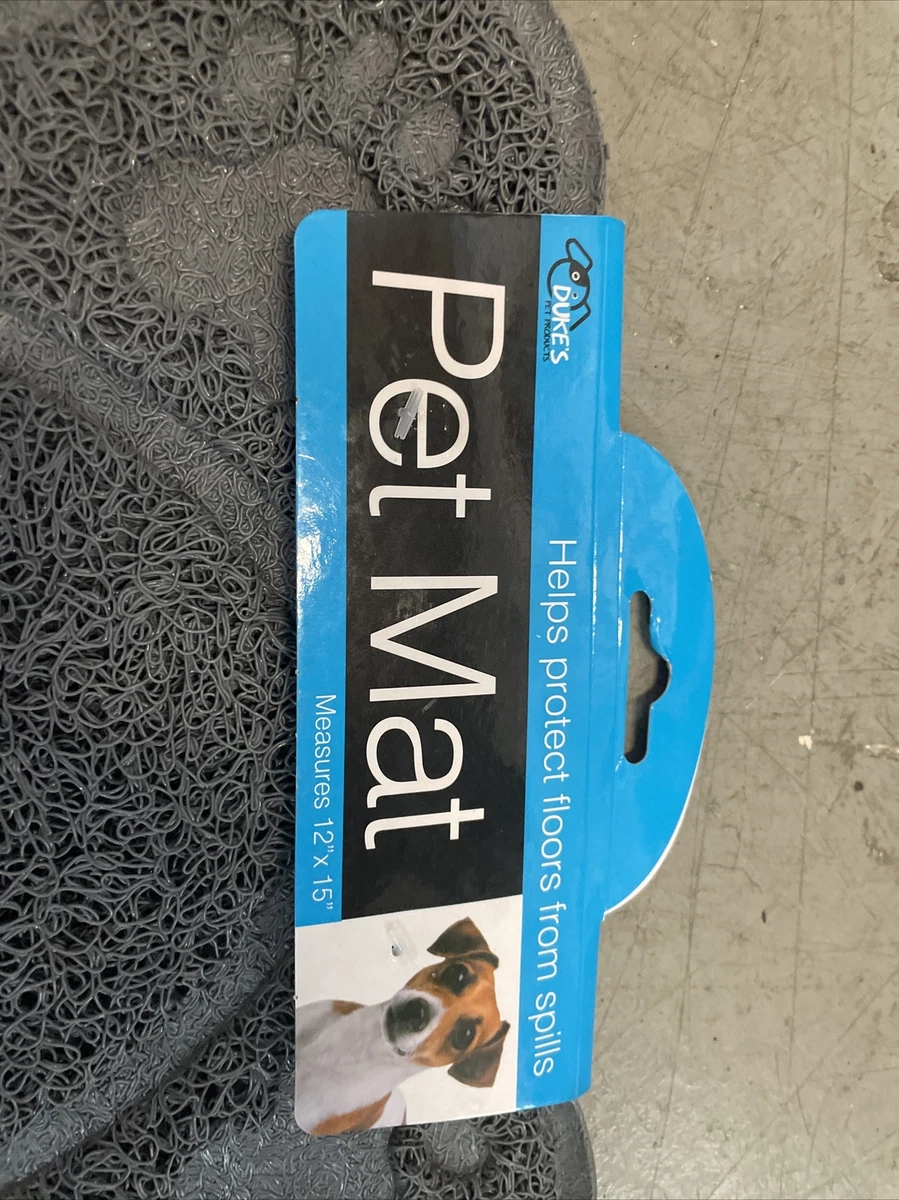 DUKE'S
PET PRODUCTS
Helps protect floors from spills
Pet Mat
Measures 12" x 15"